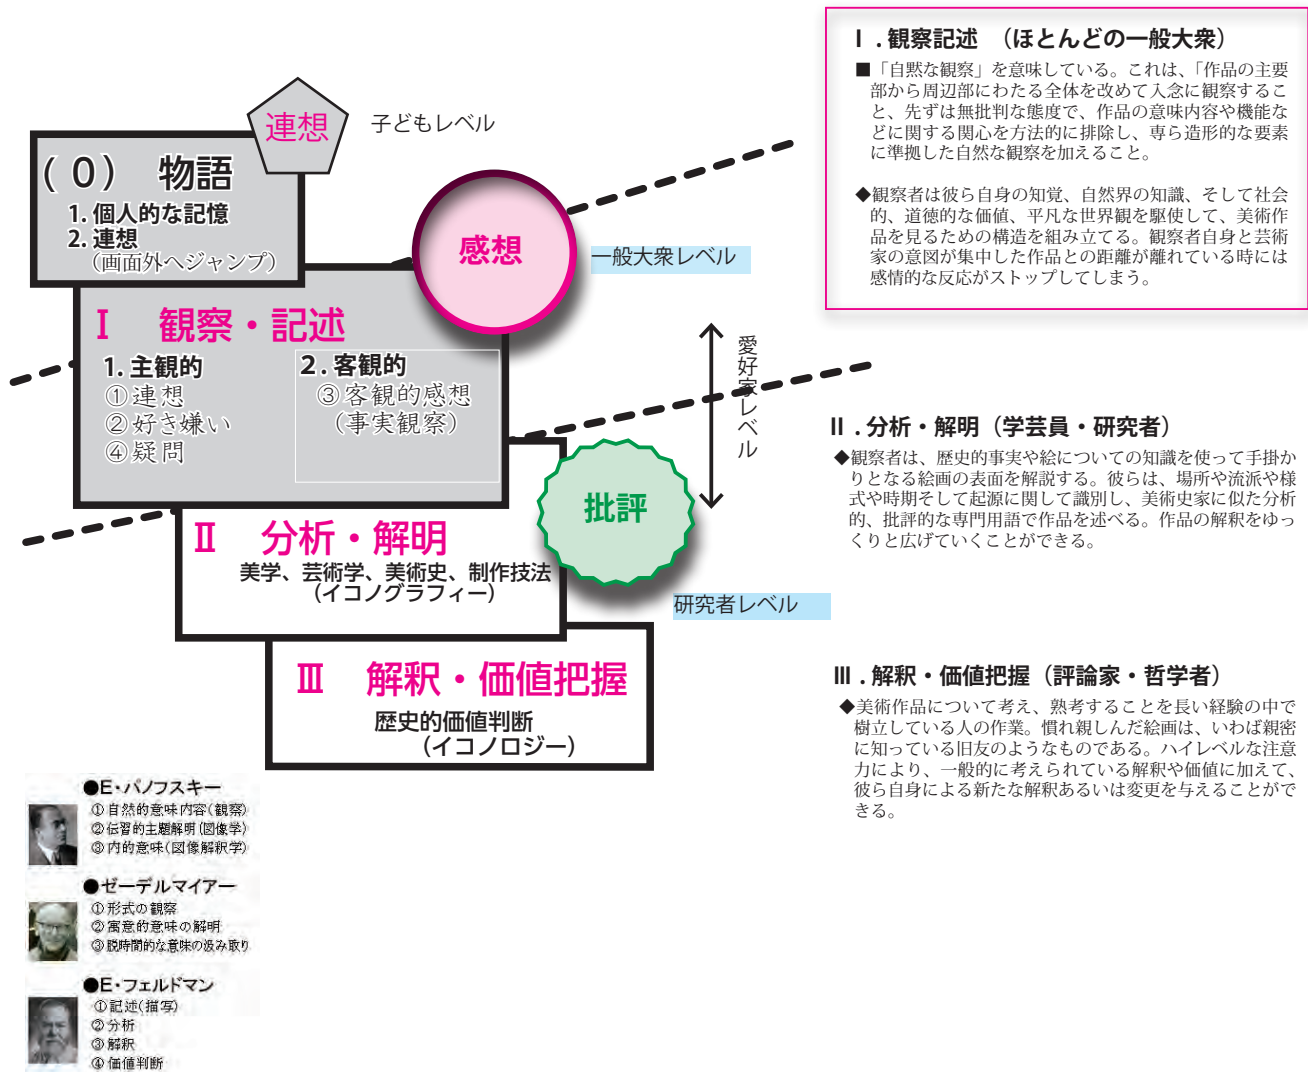 連想
子どもレベル
(０) 物語
1. 個人的な記憶
2. 連想
（画面外へジャンプ）
感想
一般大衆レベル
Ⅰ 観察・記述
1. 主観的
①連想
②好き嫌い
④疑問
2. 客観的
③客観的感想
（事実観察）
愛好家レベル
批評
Ⅱ 分析・解明
美学、芸術学、美術史、制作技法
（イコノグラフィー）
研究者レベル
Ⅲ 解釈・価値把握
歴史的価値判断
（イコノロジー）
●E・パノフスキー
①自然的意味内容(観察)
②伝習的主題解明(図像学)
③内的意味(図像解釈学)
●ゼーデルマイアー
①形式の観察
②寓意的意味の解明
③脱時間的な意味の汲み取り
●E・フェルドマン
①記述(描写)
②分析
③解釈
④価値判断
Ⅰ．観察記述 （ほとんどの一般大衆）
■「自黙な観察」を意味している。これは、「作品の主要
部から周辺部にわたる全体を改めて入念に観察するこ
と、先ずは無批判な態度で、作品の意味内容や機能な
どに関する関心を方法的に排除し、専ら造形的な要素
に準拠した自然な観察を加えること。
◆観察者は彼ら自身の知覚、自然界の知識、そして社会
的、道徳的な価値、平凡な世界観を駆使して、美術作
品を見るための構造を組み立てる。観察者自身と芸術
家の意図が集中した作品との距離が離れている時には
感情的な反応がストップしてしまう。
Ⅱ．分析・解明（学芸員・研究者）
◆観察者は、歴史的事実や絵についての知識を使って手掛か
りとなる絵画の表面を解説する。彼らは、場所や流派や様
式や時期そして起源に関して識別し、美術史家に似た分析
的、批評的な専門用語で作品を述べる。作品の解釈をゆっ
くりと広げていくことができる。
Ⅲ．解釈・価値把握（評論家・哲学者）
◆美術作品について考え、熟考することを長い経験の中で
樹立している人の作業。慣れ親しんだ絵画は、いわば親密
に知っている旧友のようなものである。ハイレベルな注意
力により、一般的に考えられている解釈や価値に加えて、
彼ら自身による新たな解釈あるいは変更を与えることがで
きる。